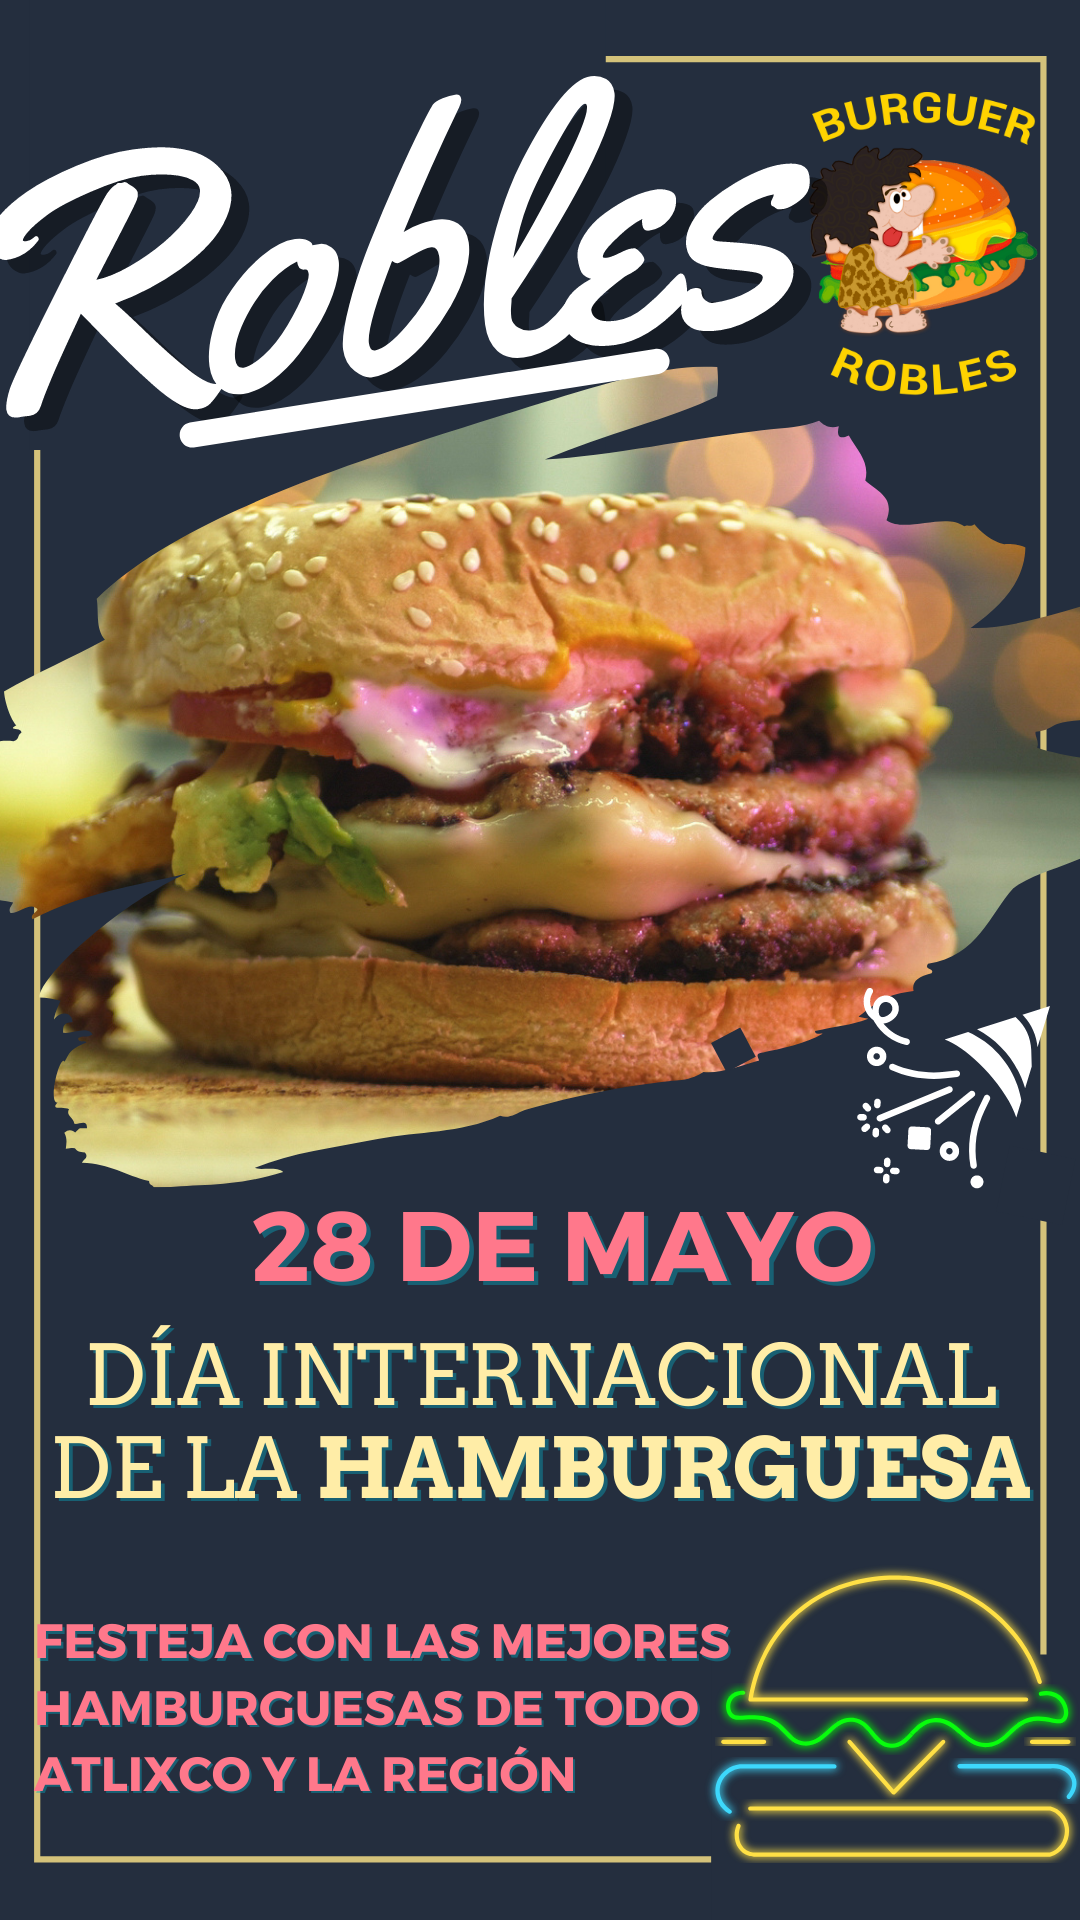 Robles
BURGUER
ROBLES
28 DE MAYO
DÍA INTERNACIONAL
DE LA HAMBURGUESA
FESTEJA CON LAS MEJORES
HAMBURGUESAS DE TODO
ATLIXCO Y LA REGIÓN